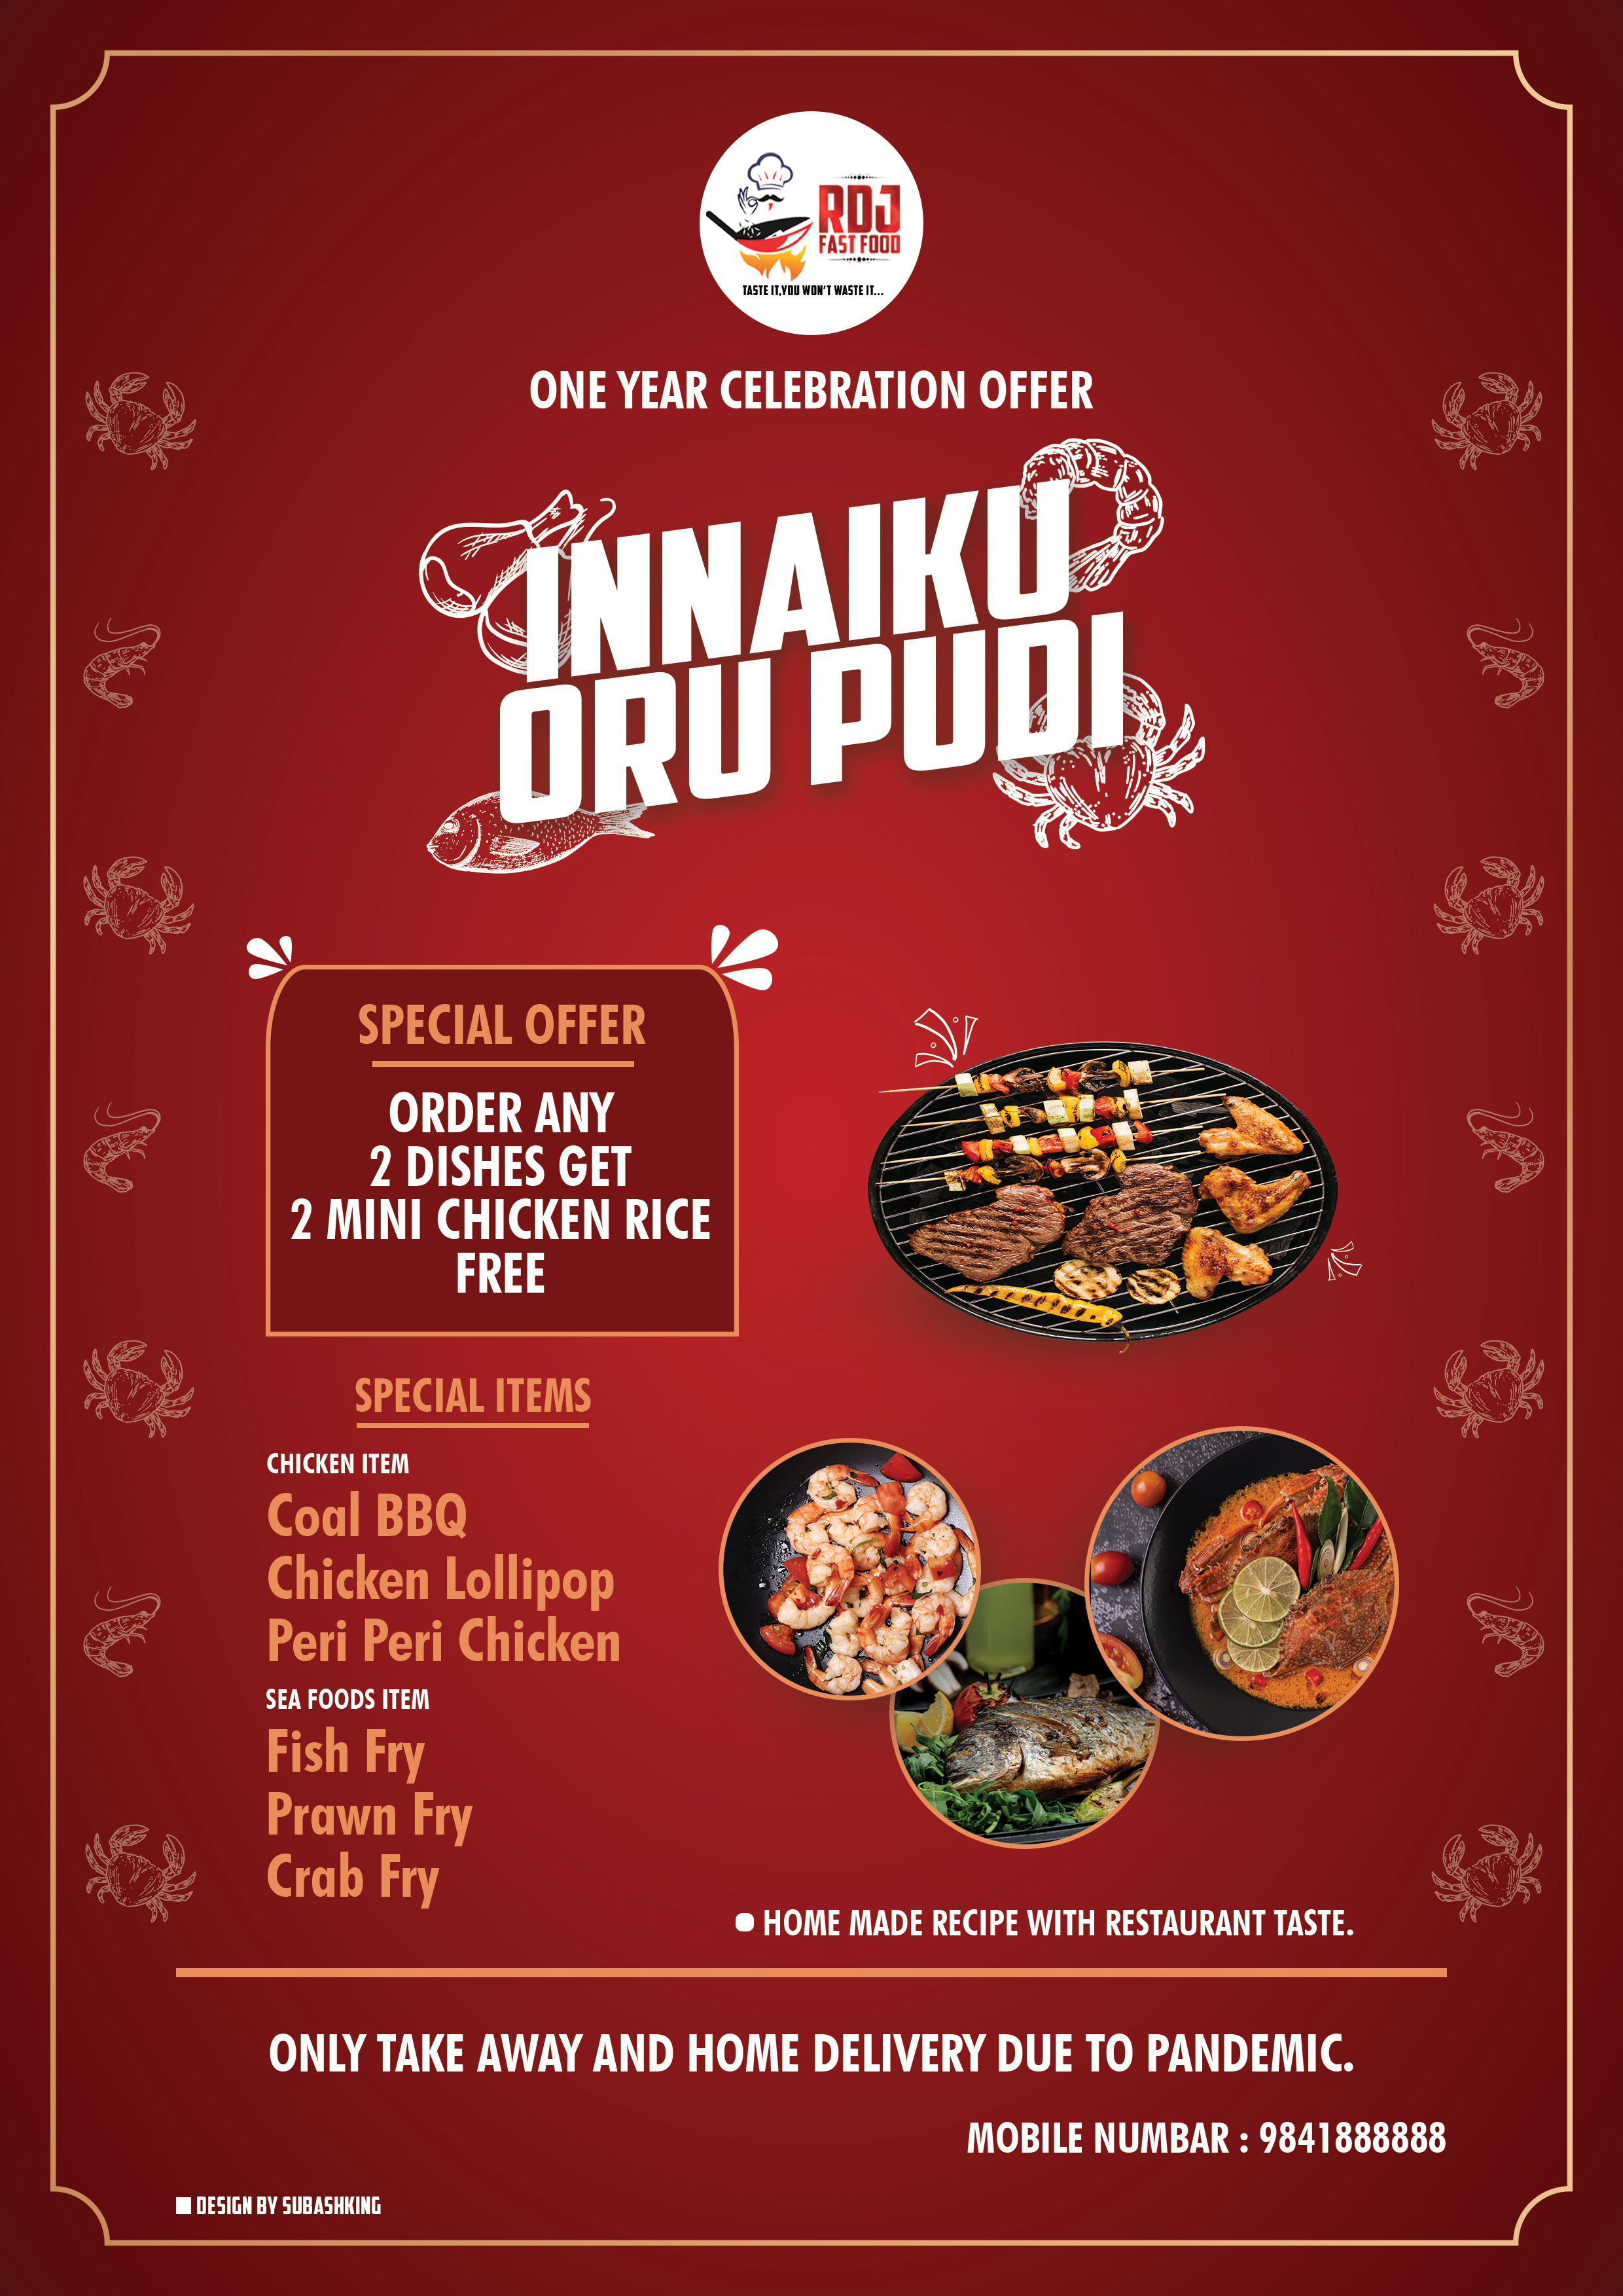 RDJ
FAST FOOD
TASTE IT,YOU WON'T WASTE IT...
ONE YEAR CELEBRATION OFFER
INNAIKU
ORU PUDI
SPECIAL OFFER
ORDER ANY
2 DISHES GET
2 MINI CHICKEN RICE
FREE
SPECIAL ITEMS
CHICKEN ITEM
Coal BBQ
Chicken Lollipop
Peri Peri Chicken
SEA FOODS ITEM
Fish Fry
Prawn Fry
Crab Fry
HOME MADE RECIPE WITH RESTAURANT TASTE.
ONLY TAKE AWAY AND HOME DELIVERY DUE TO PANDEMIC.
MOBILE NUMBAR : 9841888888
DESIGN BY SUBASHKING